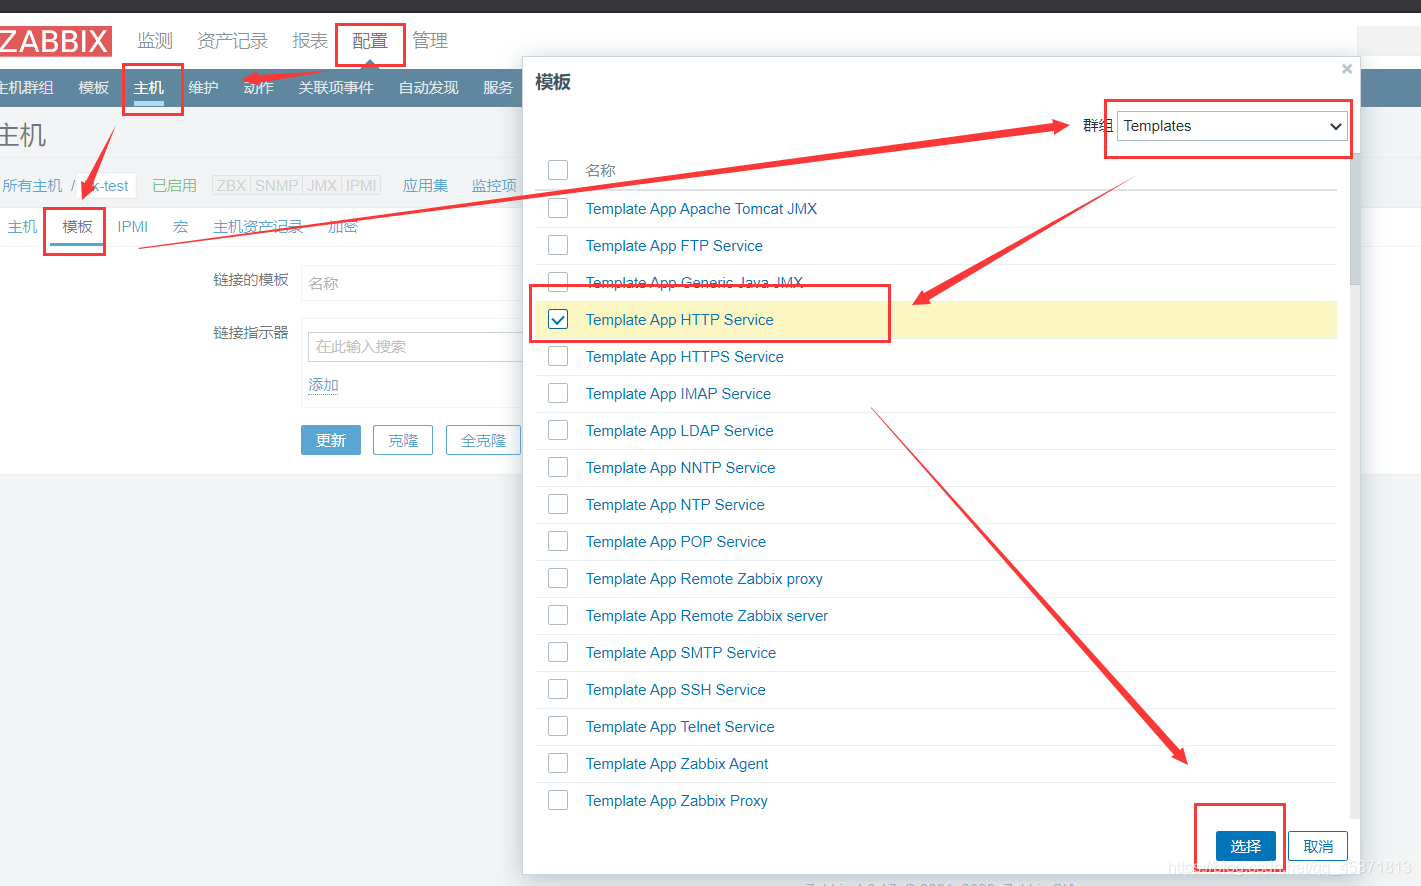 ZABBIX
监测 资产记录 报表 配置 管理
主机群组 模板 主机 维护 动作 关联项事件 自动发现 服务
主机
所有主机 / -test 已启用 ZBX SNMP JMX IPMI 应用集 监控项
主机 模板 IPMI 宏 主机资产记录 加密
链接的模板 名称
链接指示器
在此输入搜索
添加
更新 克隆 全克隆
模板
群组 Templates
名称
Template App Apache Tomcat JMX
Template App FTP Service
Template App Generic Java JMX
Template App HTTP Service
Template App HTTPS Service
Template App IMAP Service
Template App LDAP Service
Template App NNTP Service
Template App NTP Service
Template App POP Service
Template App Remote Zabbix proxy
Template App Remote Zabbix server
Template App SMTP Service
Template App SSH Service
Template App Telnet Service
Template App Zabbix Agent
Template App Zabbix Proxy
选择 取消
https://blog.csdn.net/qq_45871813